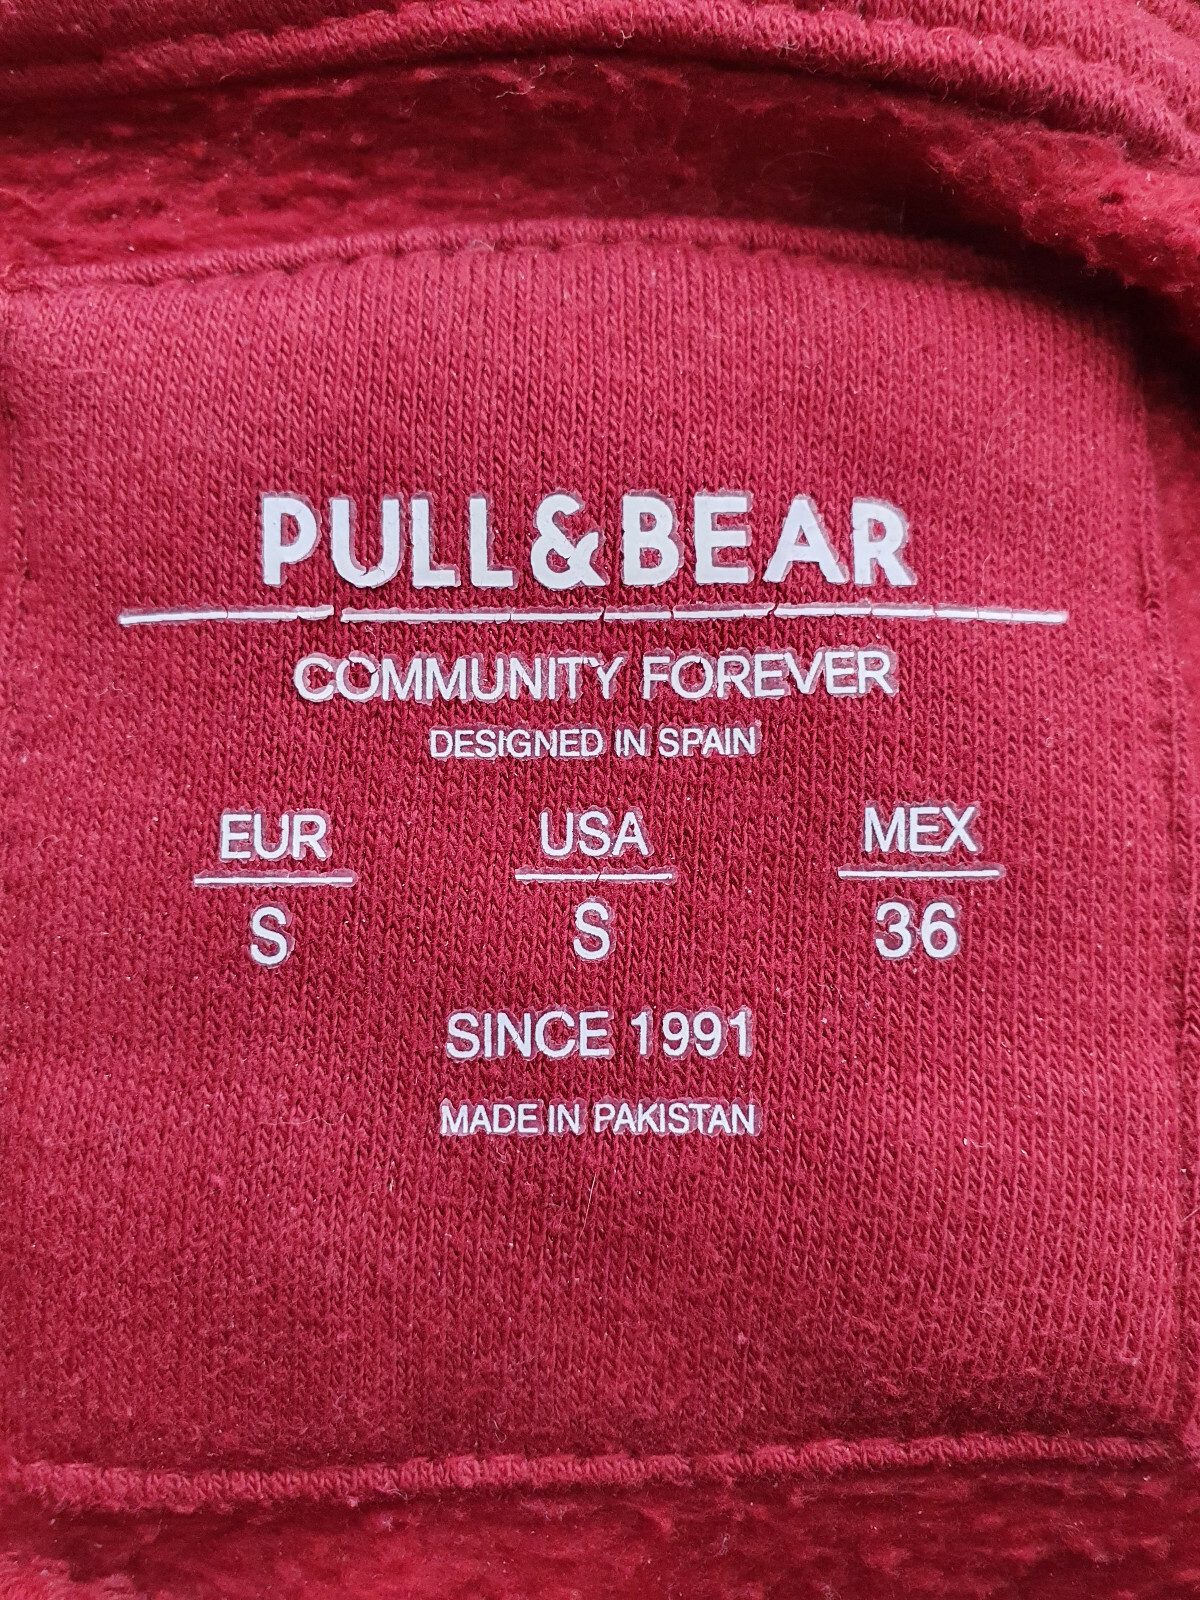 PULL&BEAR
COMMUNITY FOREVER
DESIGNED IN SPAIN
EUR USA MEX
S S 36
SINCE 1991
MADE IN PAKISTAN